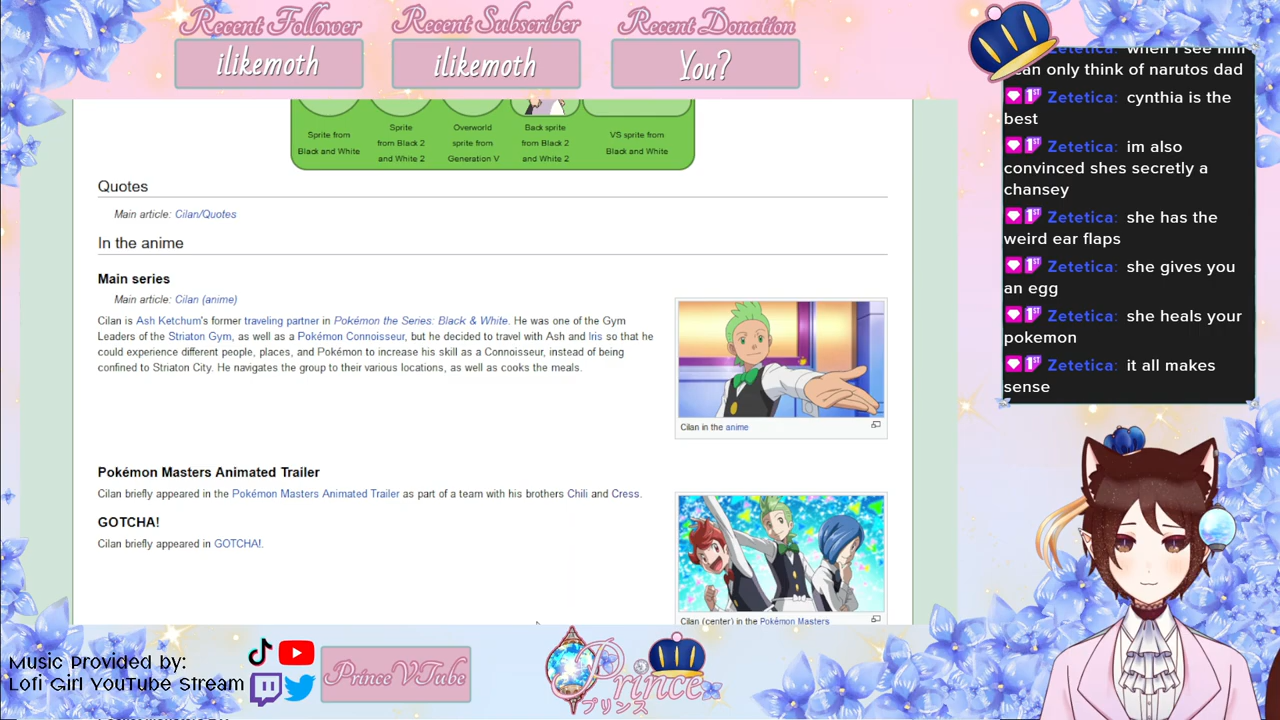 Recent Follower
ilikemoth
Recent Subscriber
ilikemoth
Recent Donation
You?
Sprite from
Black and White
Sprite
from Black 2
and White 2
Overworld
sprite from
Generation V
Back sprite
from Black 2
and White 2
VS sprite from
Black and White
Quotes
Main article: Cilan/Quotes
In the anime
Main series
Main article: Cilan (anime)
Cilan is Ash Ketchum's former traveling partner in Pokémon the Series: Black & White. He was one of the Gym
Leaders of the Striaton Gym, as well as a Pokémon Connoisseur, but he decided to travel with Ash and Iris so that he
could experience different people, places, and Pokémon to increase his skill as a Connoisseur, instead of being
confined to Striaton City. He navigates the group to their various locations, as well as cooks the meals.
Cilan in the anime
Pokémon Masters Animated Trailer
Cilan briefly appeared in the Pokémon Masters Animated Trailer as part of a team with his brothers Chili and Cress.
GOTCHA!
Cilan briefly appeared in GOTCHA!.
Cilan (center) in the Pokémon Masters
Zetetica: when I see him
can only think of narutos dad
1ST Zetetica: cynthia is the
best
1ST Zetetica: im also
convinced shes secretly a
chansey
1ST Zetetica: she has the
weird ear flaps
1ST Zetetica: she gives you
an egg
1ST Zetetica: she heals your
pokemon
1ST Zetetica: it all makes
sense
Music Provided by:
Lofi Girl YouTube Stream
PrinceVTube
Prince
プリンス